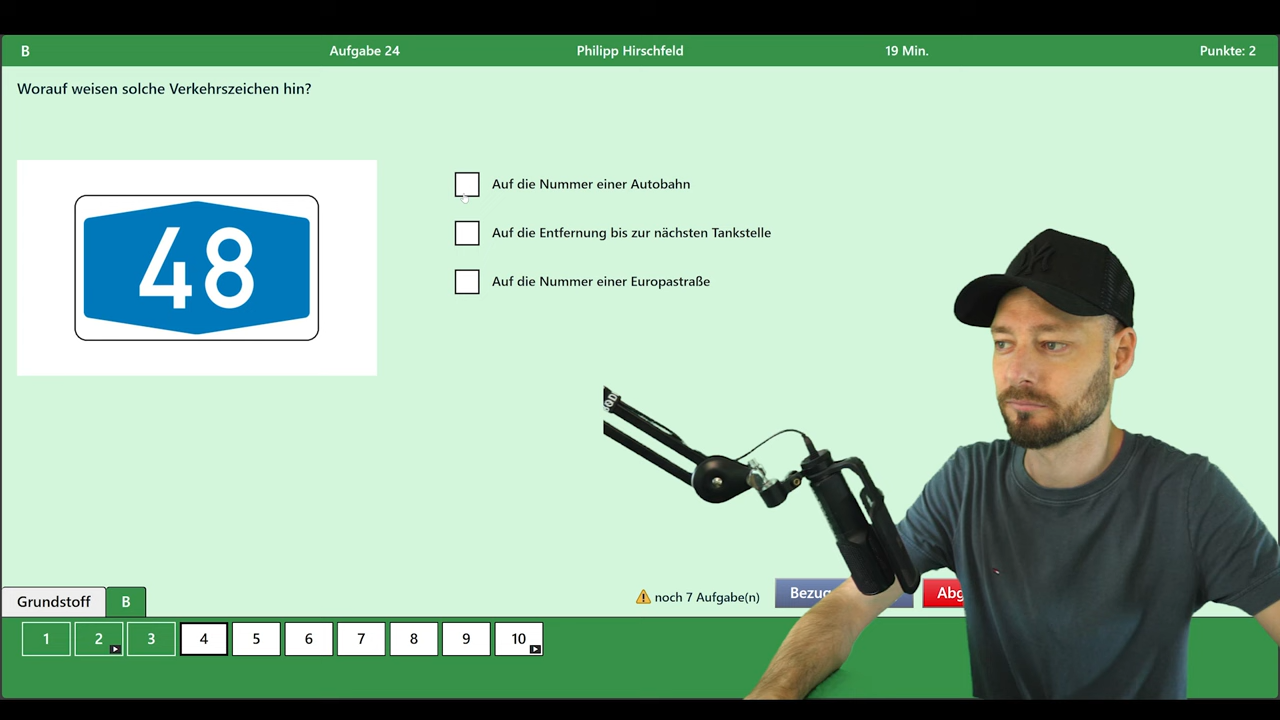 B Aufgabe 24 Philipp Hirschfeld 19 Min. Punkte: 2
Worauf weisen solche Verkehrszeichen hin?
48
Auf die Nummer einer Autobahn
Auf die Entfernung bis zur nächsten Tankstelle
Auf die Nummer einer Europastraße
Grundstoff B
noch 7 Aufgabe(n)
1 2 3 4 5 6 7 8 9 10